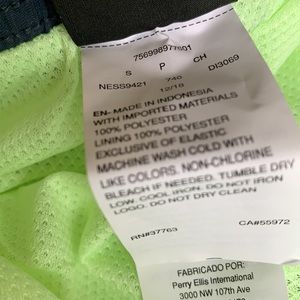 756998977601
S P CH
NESS9421 740 DI3069
12/18
EN- MADE IN INDONESIA
WITH IMPORTED MATERIALS
100% POLYESTER
LINING 100% POLYESTER
EXCLUSIVE OF ELASTIC
MACHINE WASH COLD WITH
LIKE COLORS. NON-CHLORINE
BLEACH IF NEEDED. TUMBLE DRY
LOW. COOL IRON. DO NOT IRON
LOGO. DO NOT DRY CLEAN
RN#37763 CA#55972
FABRICADO POR:
Perry Ellis International
3000 NW 107th Ave